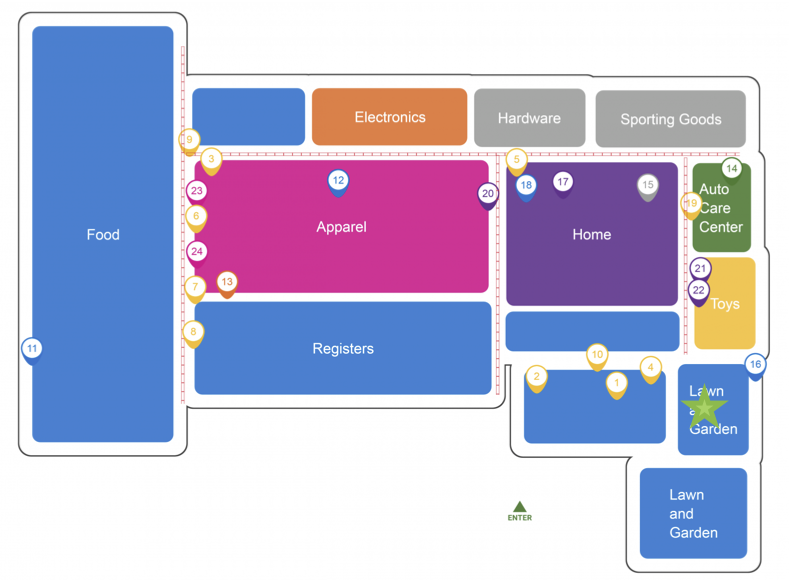 Electronics
Hardware
Sporting Goods
9
3
5
14
12
18
17
15
23
20
Auto
Care
Center
19
6
Apparel
Home
Food
24
21
13
7
22
Toys
8
11
Registers
10
16
2
1
4
Lawn
and
Garden
Lawn
and
Garden
ENTER